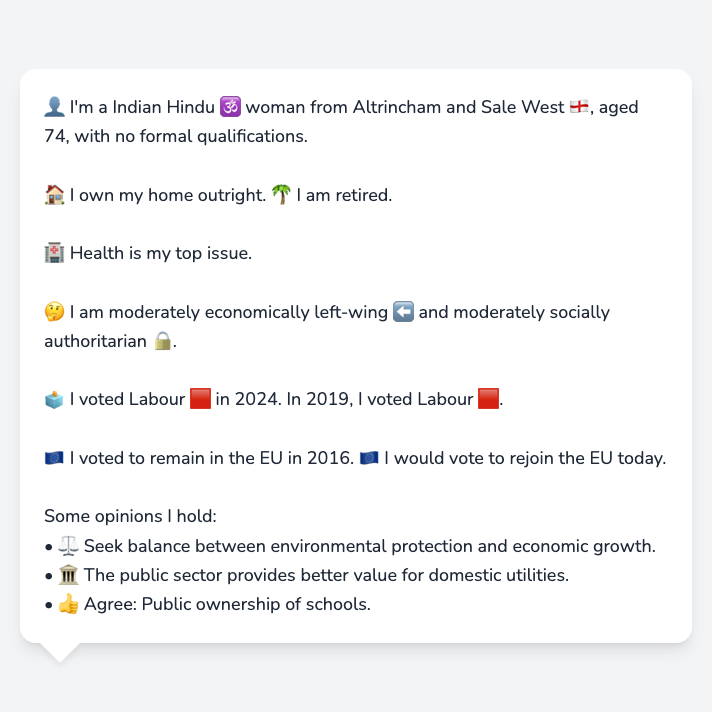 👤 I'm a Indian Hindu 🕉️ woman from Altrincham and Sale West 🏴󠁧󠁢󠁥󠁮󠁧󠁿, aged
74, with no formal qualifications.
🏠 I own my home outright. 🌴 I am retired.
🏥 Health is my top issue.
🤔 I am moderately economically left-wing ⬅️ and moderately socially
authoritarian 🔒.
🗳️ I voted Labour 🟥 in 2024. In 2019, I voted Labour 🟥.
🇪🇺 I voted to remain in the EU in 2016. 🇪🇺 I would vote to rejoin the EU today.
Some opinions I hold:
• ⚖️ Seek balance between environmental protection and economic growth.
• 🏛️ The public sector provides better value for domestic utilities.
• 👍 Agree: Public ownership of schools.